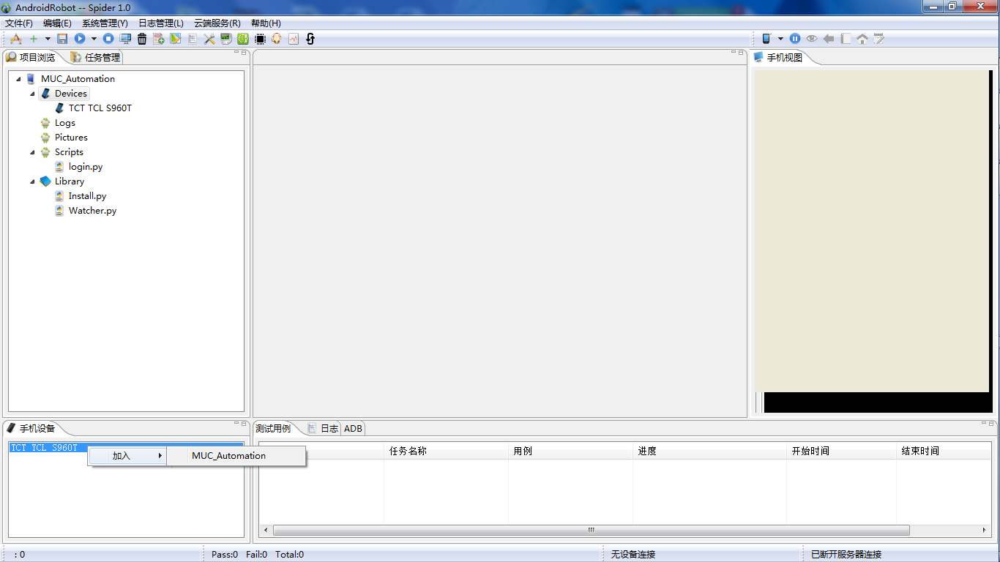 AndroidRobot -- Spider 1.0
文件(F) 编辑(E) 系统管理(Y) 日志管理(L) 云端服务(R) 帮助(H)
项目浏览 任务管理
手机视图
MUC_Automation
Devices
TCT TCL S960T
Logs
Pictures
Scripts
login.py
Library
Install.py
Watcher.py
手机设备
测试用例 日志 ADB
TCT TCL S960T
加入 MUC_Automation
任务名称 用例 进度 开始时间 结束时间
: 0 Pass:0 Fail:0 Total:0 无设备连接 已断开服务器连接